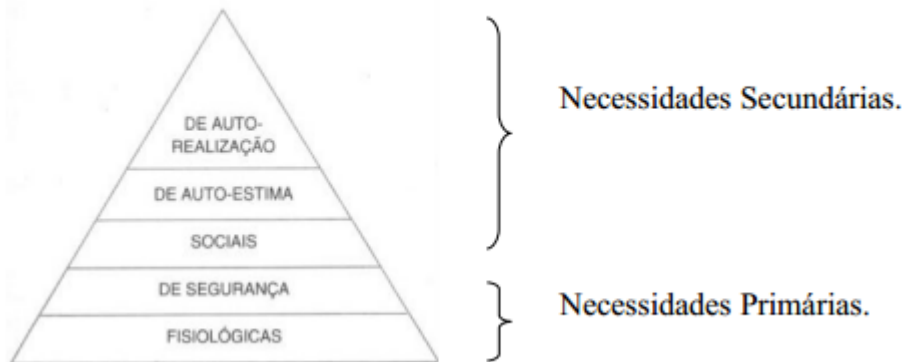 DE AUTO-
REALIZAÇÃO
DE AUTO-ESTIMA
SOCIAIS
DE SEGURANÇA
FISIOLÓGICAS
Necessidades Secundárias.
Necessidades Primárias.